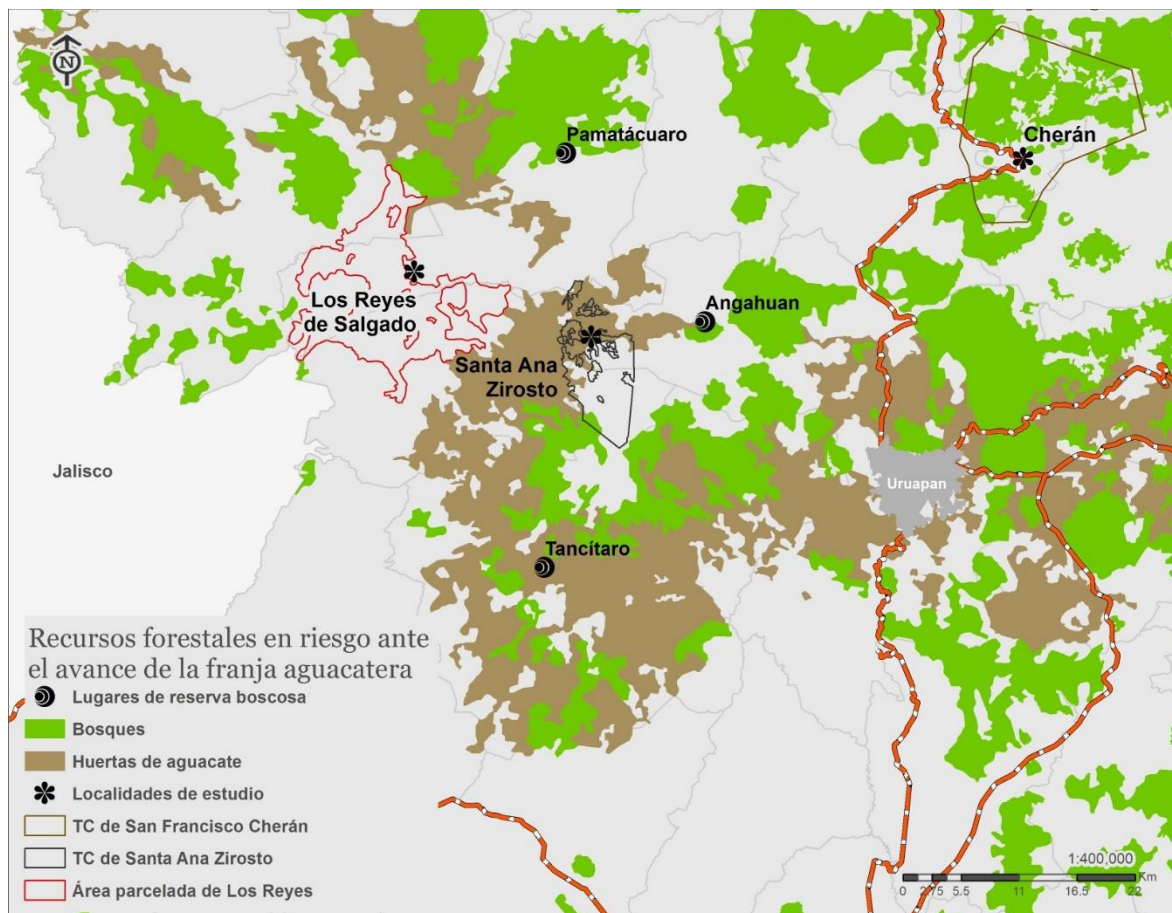 N
Pamatácuaro
Cherán
Los Reyes
de Salgado
Angahuan
Santa Ana
Zirosto
Jalisco
Uruapan
Tancítaro
Recursos forestales en riesgo ante
el avance de la franja aguacatera
Lugares de reserva boscosa
Bosques
Huertas de aguacate
Localidades de estudio
TC de San Francisco Cherán
TC de Santa Ana Zirosto
Área parcelada de Los Reyes
1:400,000
Km
0 2.75 5.5 11 16.5 22